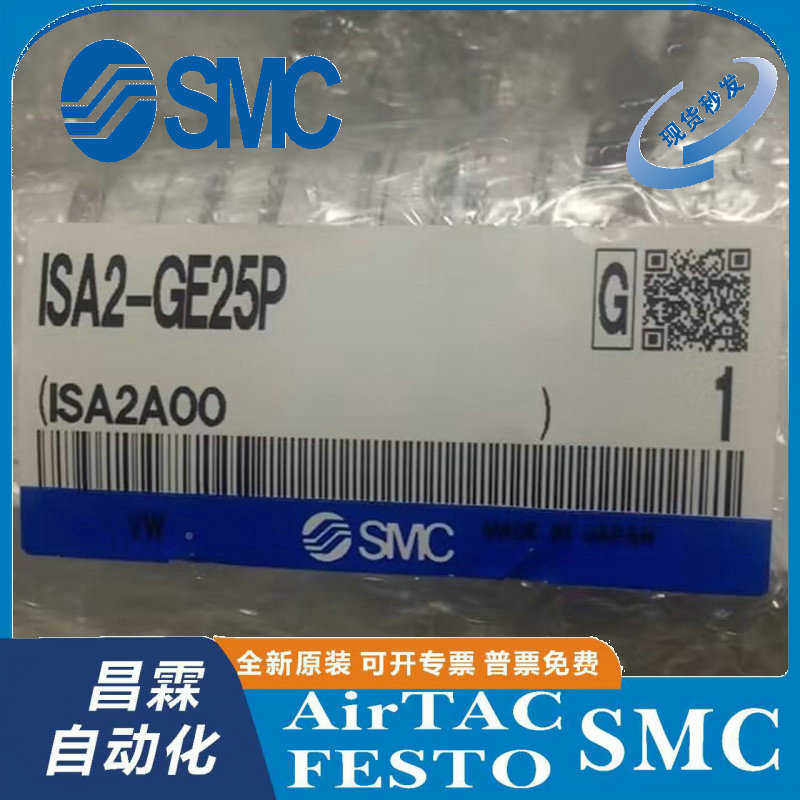 SMC
现货秒发
ISA2-GE25P
G
(ISA2A00 )
1
YW
SMC
MADE IN JAPAN
全新原装 可开专票 普票免费
昌霖
自动化
AirTAC
FESTO
SMC